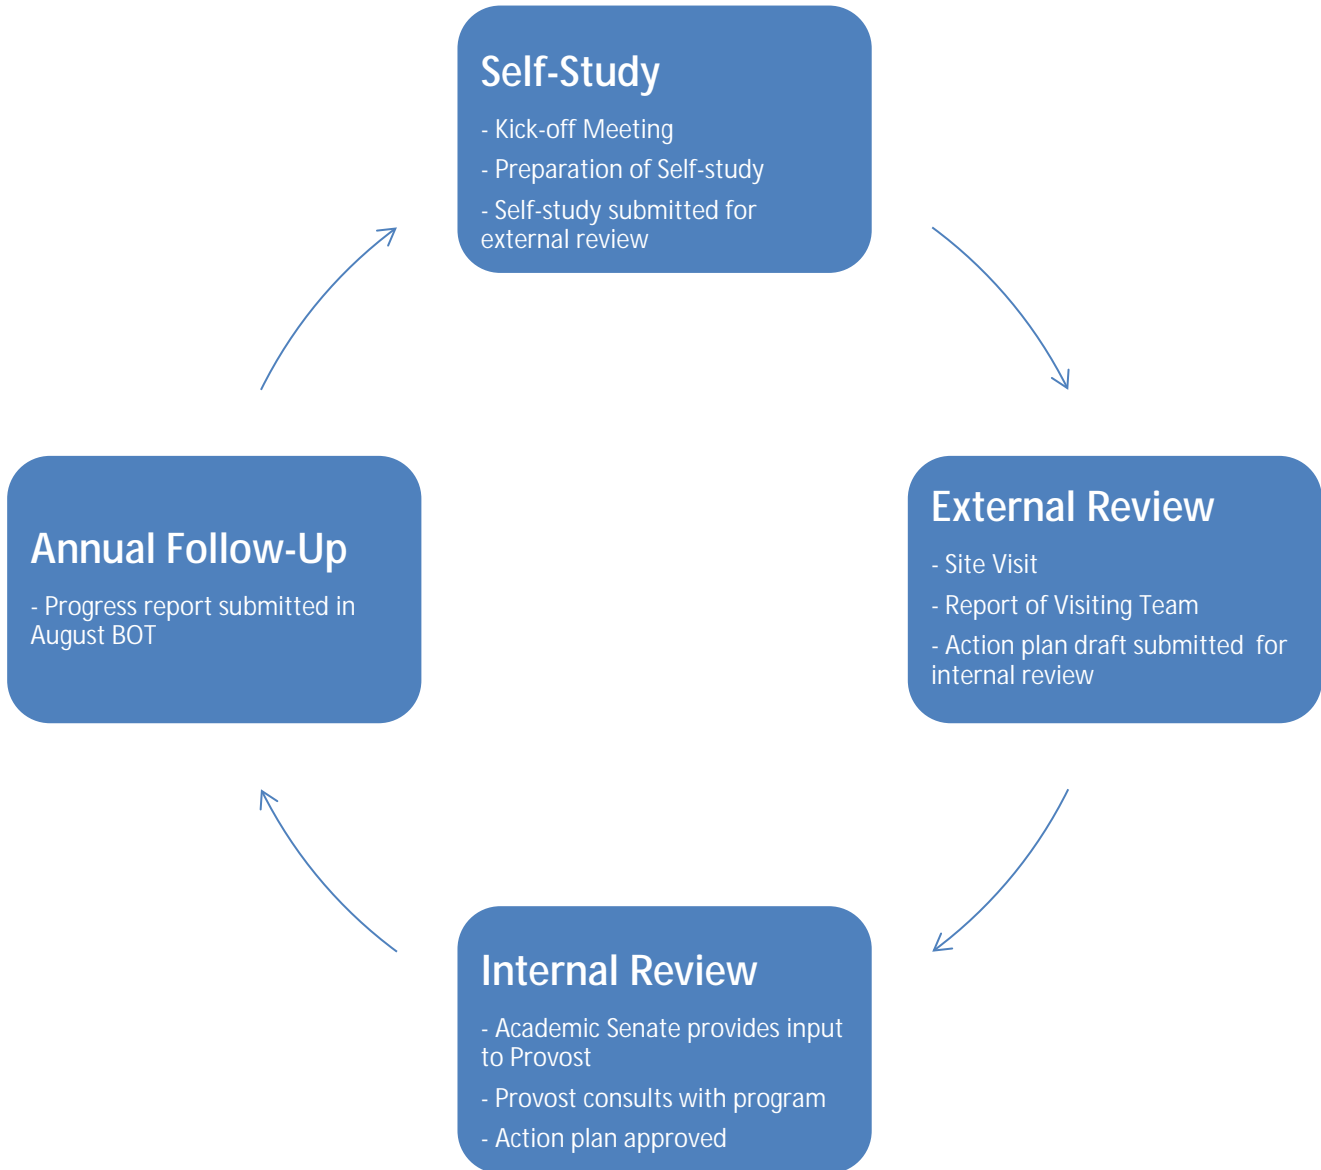 Self-Study
- Kick-off Meeting
- Preparation of Self-study
- Self-study submitted for
external review
External Review
- Site Visit
- Report of Visiting Team
- Action plan draft submitted  for
internal review
Internal Review
- Academic Senate provides input
to Provost
- Provost consults with program
- Action plan approved
Annual Follow-Up
- Progress report submitted in
August BOT